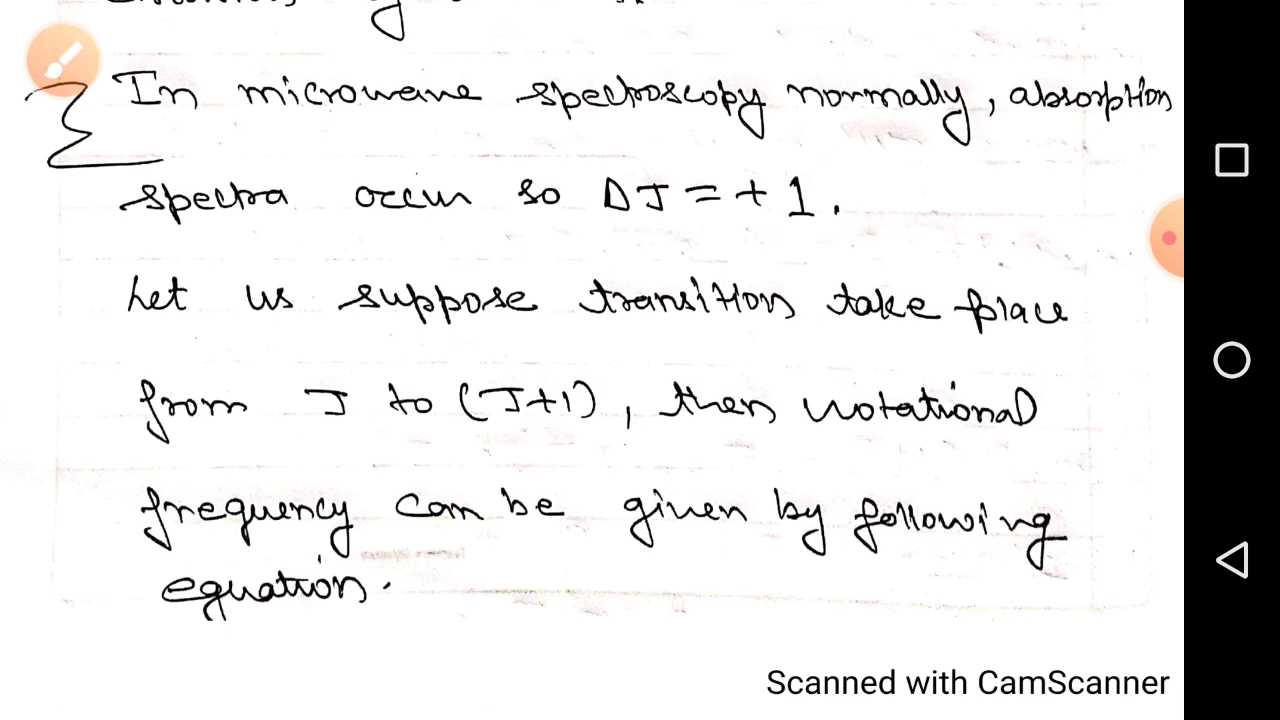 In microwave spectroscopy normally, absorption
spectra occur so ΔJ = + 1.
Let us suppose transition take place
from J to (J+1), then rotational
frequency can be given by following
equation.
Scanned with CamScanner